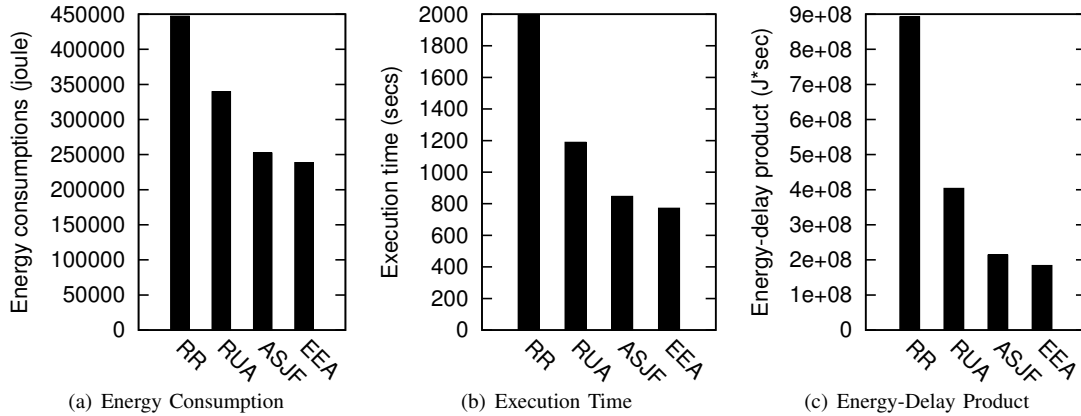 Energy consumptions (joule)
450000
400000
350000
300000
250000
200000
150000
100000
50000
0
RR
RUA
ASJF
EEA
(a) Energy Consumption
Execution time (secs)
2000
1800
1600
1400
1200
1000
800
600
400
200
0
RR
RUA
ASJF
EEA
(b) Execution Time
Energy-delay product (J*sec)
9e+08
8e+08
7e+08
6e+08
5e+08
4e+08
3e+08
2e+08
1e+08
0
RR
RUA
ASJF
EEA
(c) Energy-Delay Product